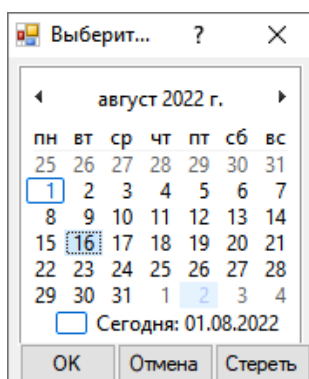 Выберит... ?
август 2022 г.
пн вт ср чт пт сб вс
25 26 27 28 29 30 31
1 2 3 4 5 6 7
8 9 10 11 12 13 14
15 16 17 18 19 20 21
22 23 24 25 26 27 28
29 30 31 1 2 3 4
Сегодня: 01.08.2022
ОК Отмена Стереть